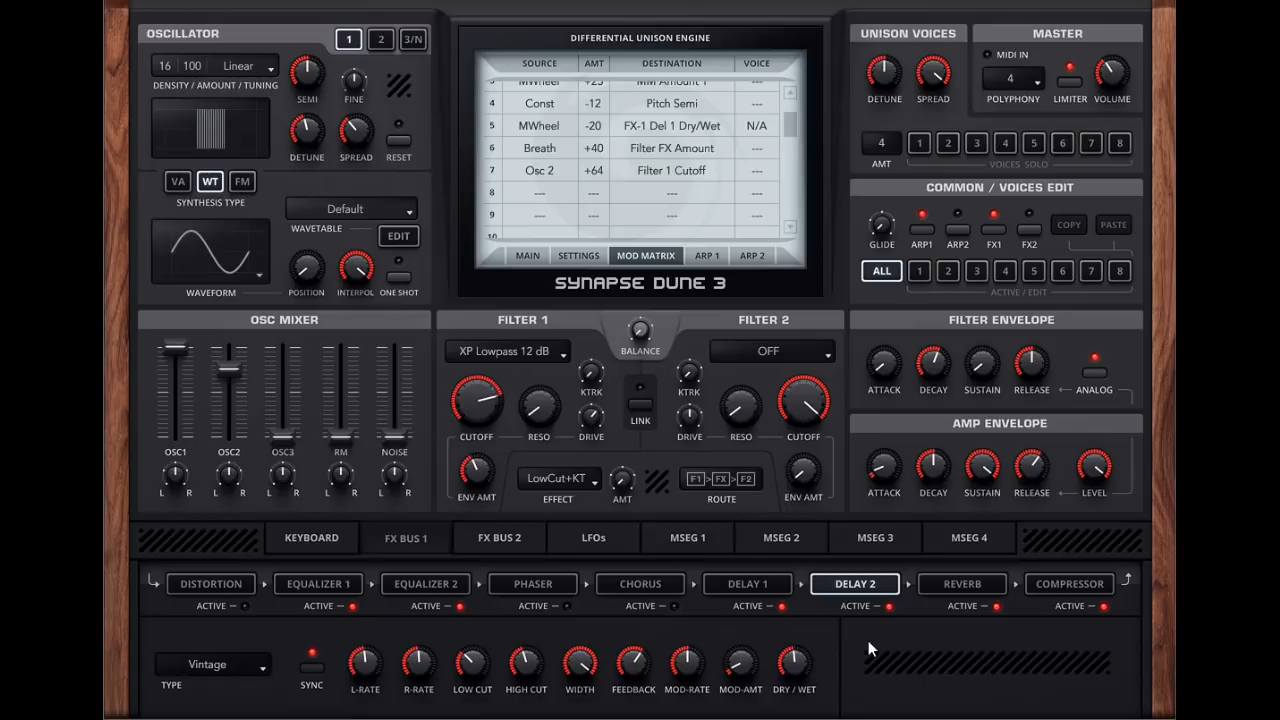 OSCILLATOR
1 2 3/N
16 100 Linear
DENSITY / AMOUNT / TUNING
SEMI FINE
DETUNE SPREAD RESET
VA WT FM
SYNTHESIS TYPE
Default
WAVETABLE
EDIT
WAVEFORM POSITION INTERPOL ONE SHOT
DIFFERENTIAL UNISON ENGINE
SOURCE AMT DESTINATION VOICE
3 MWheel +25 MM Amount 1 ---
4 Const -12 Pitch Semi ---
5 MWheel -20 FX-1 Del 1 Dry/Wet N/A
6 Breath +40 Filter FX Amount ---
7 Osc 2 +64 Filter 1 Cutoff ---
8 --- --- --- ---
9 --- --- --- ---
10
MAIN SETTINGS MOD MATRIX ARP 1 ARP 2
SYNAPSE DUNE 3
UNISON VOICES
DETUNE SPREAD
MASTER
MIDI IN
4
POLYPHONY LIMITER VOLUME
4 1 2 3 4 5 6 7 8
AMT VOICES SOLO
COMMON / VOICES EDIT
GLIDE ARP1 ARP2 FX1 FX2 COPY PASTE
ALL 1 2 3 4 5 6 7 8
ACTIVE / EDIT
OSC MIXER
OSC1 OSC2 OSC3 RM NOISE
L R L R L R L R L R
FILTER 1 FILTER 2
BALANCE
XP Lowpass 12 dB OFF
KTRK KTRK
LINK
CUTOFF RESO DRIVE DRIVE RESO CUTOFF
LowCut+KT F1>FX>F2
ENV AMT EFFECT AMT ROUTE ENV AMT
FILTER ENVELOPE
ATTACK DECAY SUSTAIN RELEASE ANALOG
AMP ENVELOPE
ATTACK DECAY SUSTAIN RELEASE LEVEL
KEYBOARD FX BUS 1 FX BUS 2 LFOs MSEG 1 MSEG 2 MSEG 3 MSEG 4
DISTORTION EQUALIZER 1 EQUALIZER 2 PHASER CHORUS DELAY 1 DELAY 2 REVERB COMPRESSOR
ACTIVE ACTIVE ACTIVE ACTIVE ACTIVE ACTIVE ACTIVE ACTIVE ACTIVE
Vintage
TYPE SYNC L-RATE R-RATE LOW CUT HIGH CUT WIDTH FEEDBACK MOD-RATE MOD-AMT DRY / WET